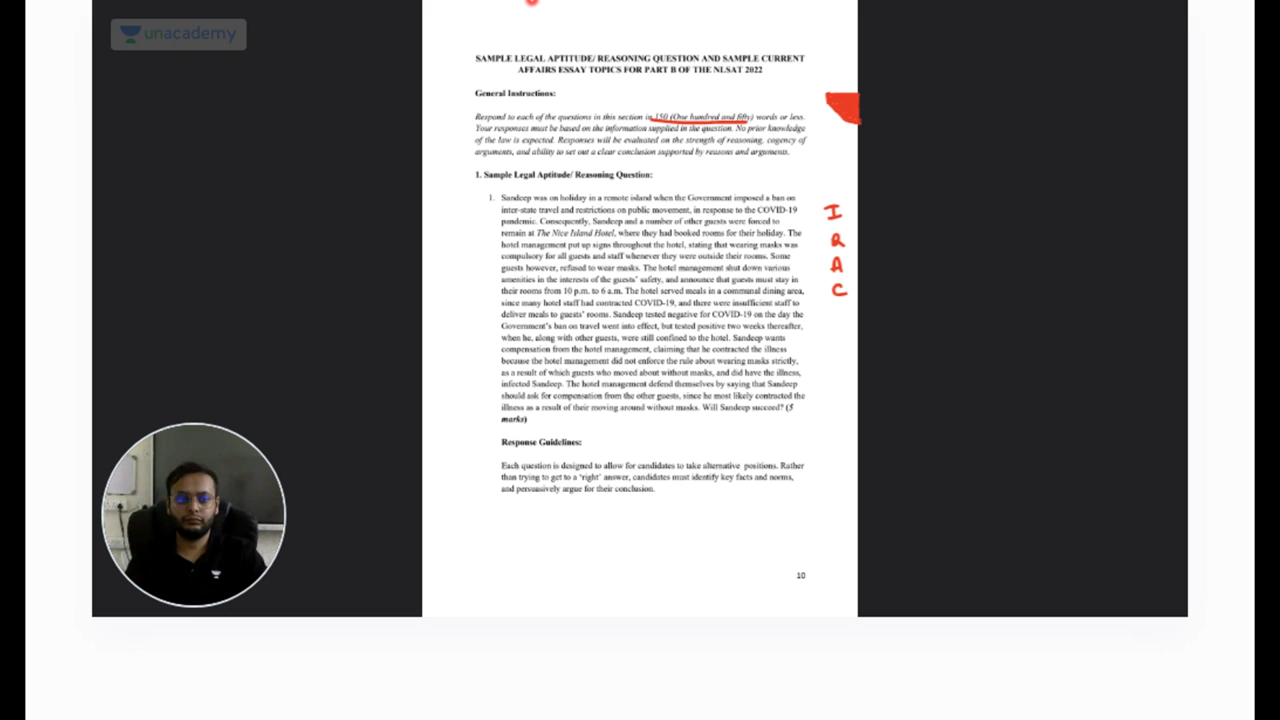 unacademy
SAMPLE LEGAL APTITUDE/ REASONING QUESTION AND SAMPLE CURRENT
AFFAIRS ESSAY TOPICS FOR PART B OF THE NLSAT 2022
General Instructions:
Respond to each of the questions in this section in 150 (One hundred and fifty) words or less.
Your responses must be based on the information supplied in the question. No prior knowledge
of the law is expected. Responses will be evaluated on the strength of reasoning, cogency of
arguments, and ability to set out a clear conclusion supported by reasons and arguments.
1. Sample Legal Aptitude/ Reasoning Question:
1. Sandeep was on holiday in a remote island when the Government imposed a ban on
inter-state travel and restrictions on public movement, in response to the COVID-19
pandemic. Consequently, Sandeep and a number of other guests were forced to
remain at The Nice Island Hotel, where they had booked rooms for their holiday. The
hotel management put up signs throughout the hotel, stating that wearing masks was
compulsory for all guests and staff whenever they were outside their rooms. Some
guests however, refused to wear masks. The hotel management shut down various
amenities in the interests of the guests' safety, and announce that guests must stay in
their rooms from 10 p.m. to 6 a.m. The hotel served meals in a communal dining area,
since many hotel staff had contracted COVID-19, and there were insufficient staff to
deliver meals to guests' rooms. Sandeep tested negative for COVID-19 on the day the
Government's ban on travel went into effect, but tested positive two weeks thereafter,
when he, along with other guests, were still confined to the hotel. Sandeep wants
compensation from the hotel management, claiming that he contracted the illness
because the hotel management did not enforce the rule about wearing masks strictly,
as a result of which guests who moved about without masks, and did have the illness,
infected Sandeep. The hotel management defend themselves by saying that Sandeep
should ask for compensation from the other guests, since he most likely contracted the
illness as a result of their moving around without masks. Will Sandeep succeed? (5
marks)
Response Guidelines:
Each question is designed to allow for candidates to take alternative positions. Rather
than trying to get to a 'right' answer, candidates must identify key facts and norms,
and persuasively argue for their conclusion.
10
I
R
A
C